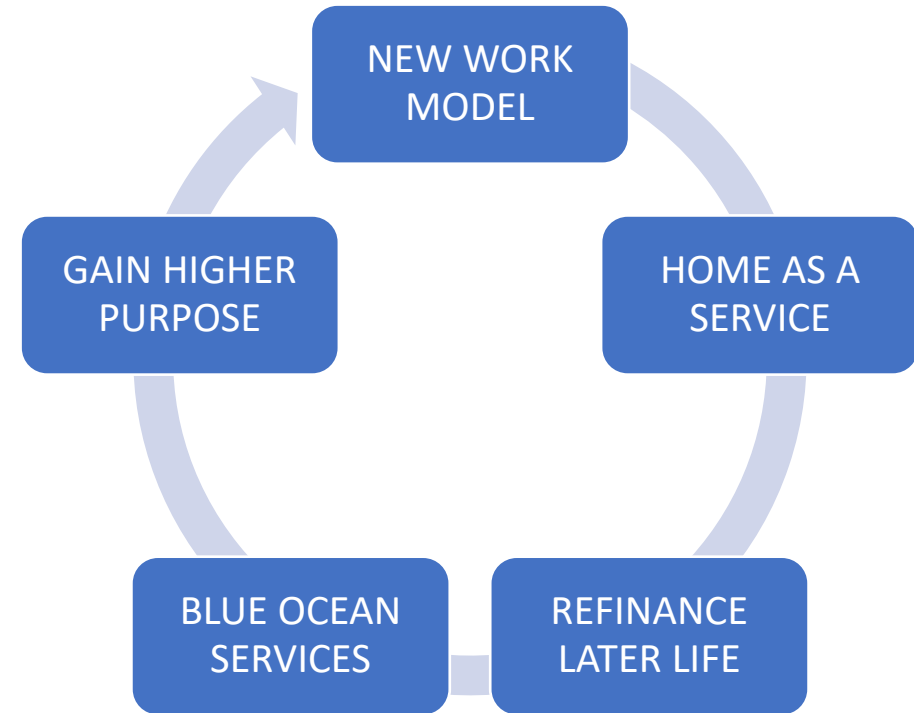 NEW WORK
MODEL
HOME AS A
SERVICE
REFINANCE
LATER LIFE
BLUE OCEAN
SERVICES
GAIN HIGHER
PURPOSE